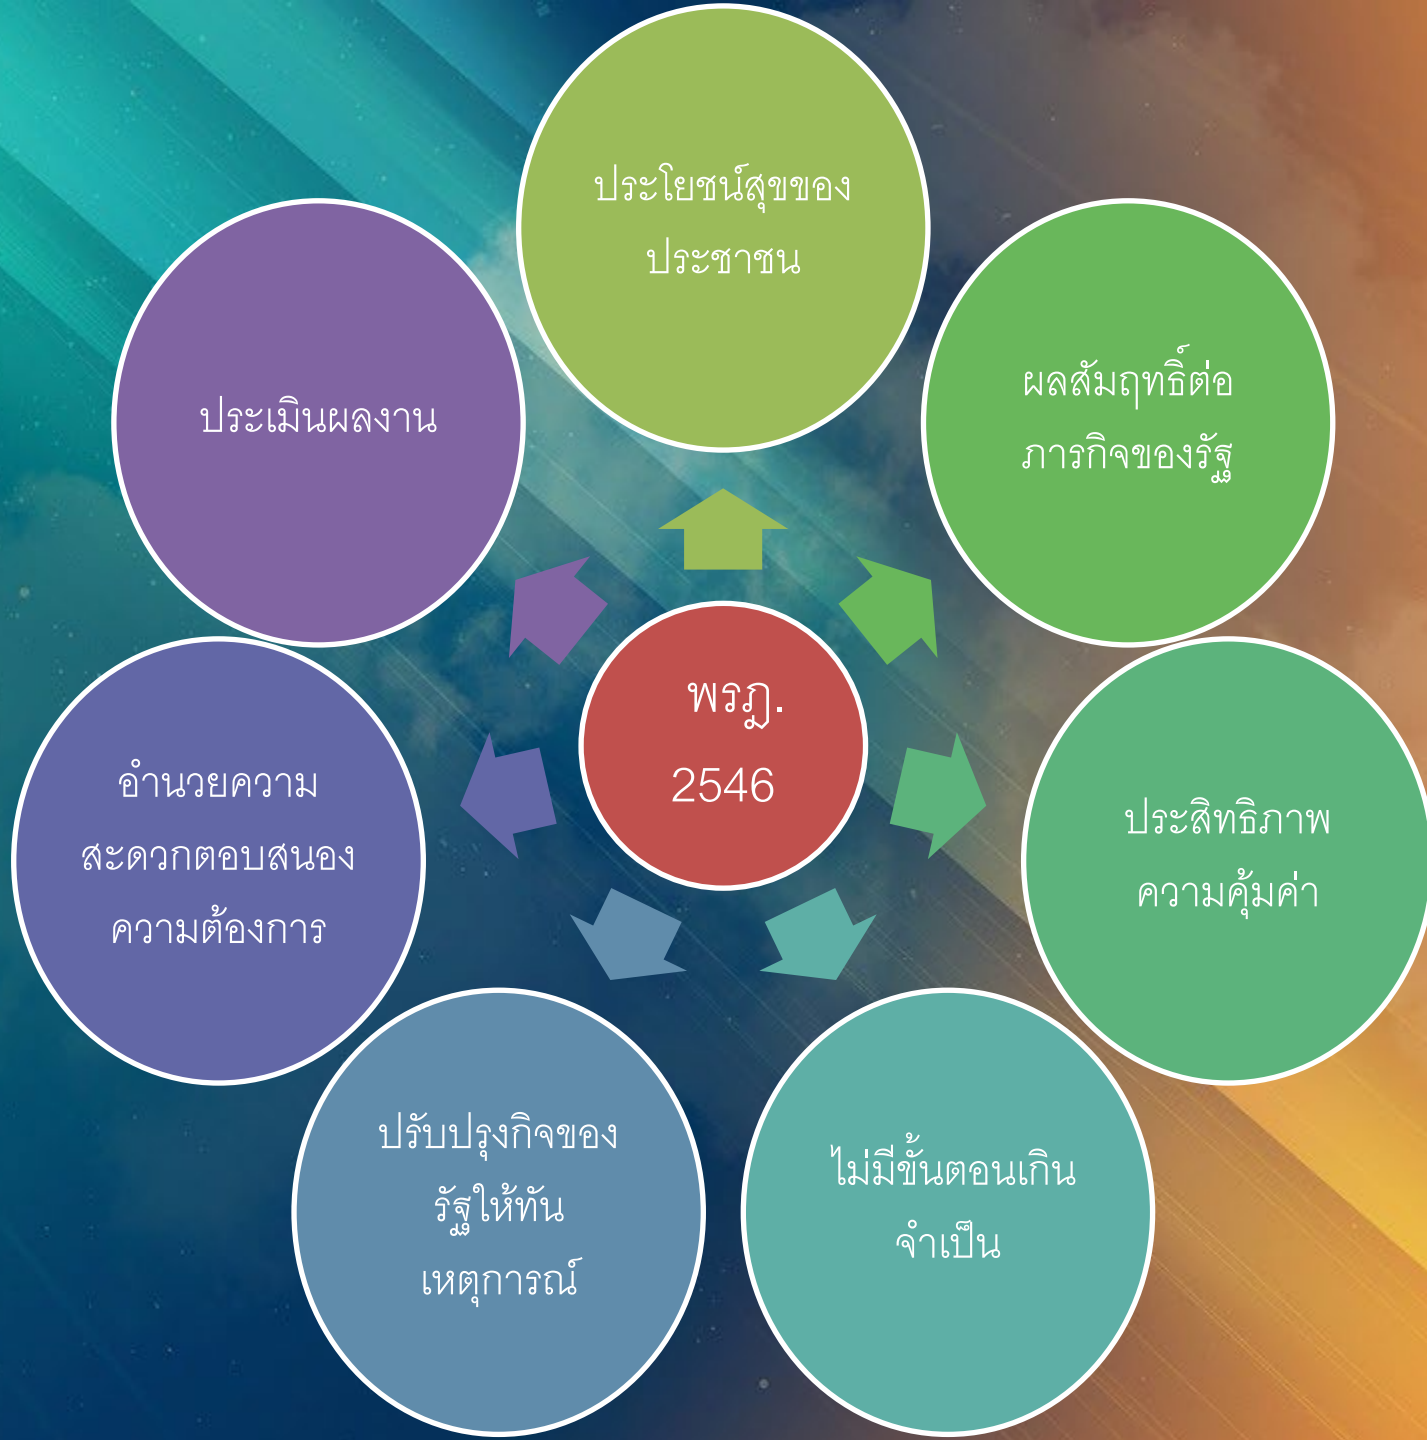 ประโยชน์สุขของ
ประชาชน
ผลสัมฤทธิ์ต่อ
ภารกิจของรัฐ
ประสิทธิภาพ
ความคุ้มค่า
ไม่มีขั้นตอนเกิน
จำเป็น
ปรับปรุงกิจของ
รัฐให้ทัน
เหตุการณ์
อำนวยความ
สะดวกตอบสนอง
ความต้องการ
ประเมินผลงาน
พรฎ.
2546